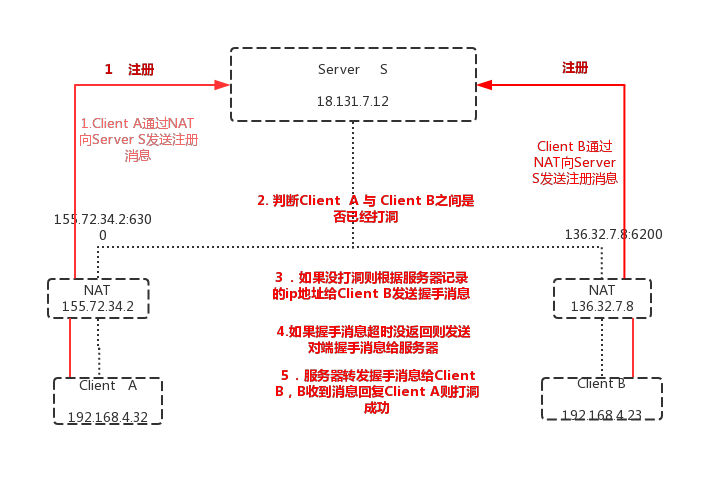 1 注册
Server S
18.131.7.12
注册
1.Client A通过NAT
向Server S发送注册
消息
Client B通过
NAT向Server
S发送注册消息
2. 判断Client A 与 Client B之间是
否已经打洞
155.72.34.2:630
0
136.32.7.8:6200
3 ．如果没打洞则根据服务器记录
的ip地址给Client B发送握手消息
NAT
155.72.34.2
NAT
136.32.7.8
4.如果握手消息超时没返回则发送
对端握手消息给服务器
5 ．服务器转发握手消息给Client
B，B收到消息回复Client A则打洞
成功
Client A
192.168.4.32
Client B
192.168.4.23